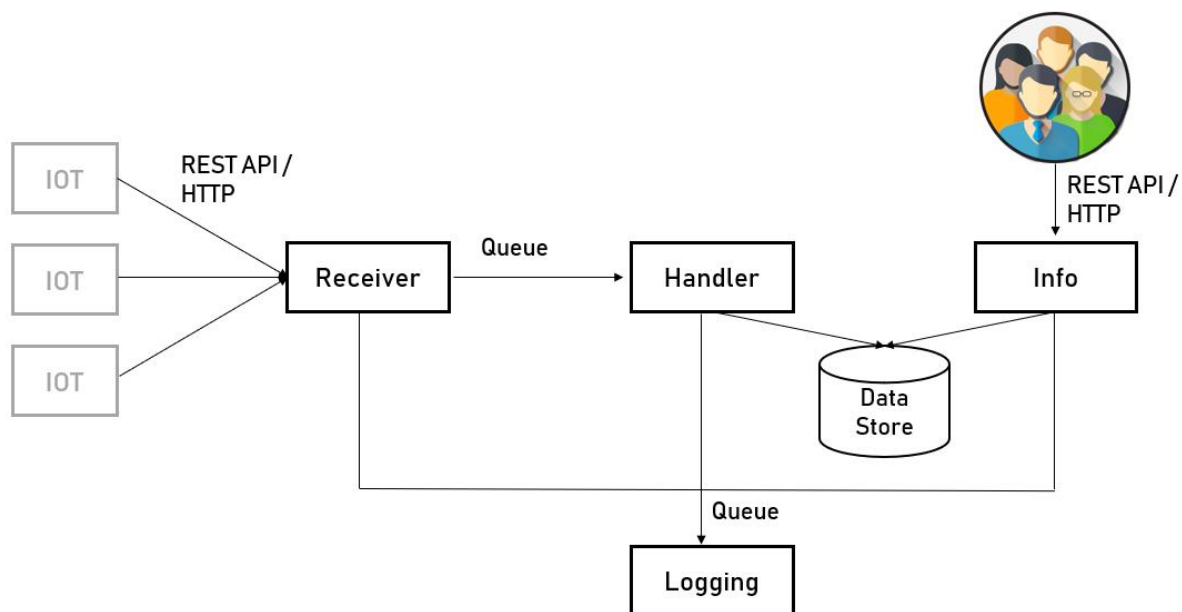 REST API /
HTTP
IOT
IOT
IOT
Receiver
Queue
Handler
REST API /
HTTP
Info
Data
Store
Queue
Logging